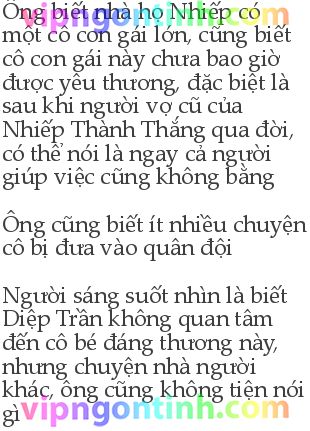 Ông biết nhà họ Nhiếp có
vipngontinh.com
một cô con gái lớn, cũng biết
cô con gái này chưa bao giờ
được yêu thương, đặc biệt là
sau khi người vợ cũ của
Nhiếp Thành Thắng qua đời,
có thể nói là ngay cả người
giúp việc cũng không bằng
Ông cũng biết ít nhiều chuyện
cô bị đưa vào quân đội
Người sáng suốt nhìn là biết
Diệp Trần không quan tâm
đến cô bé đáng thương này,
nhưng chuyện nhà người
khác, ông cũng không tiện nói
gì
vipngontinh.com